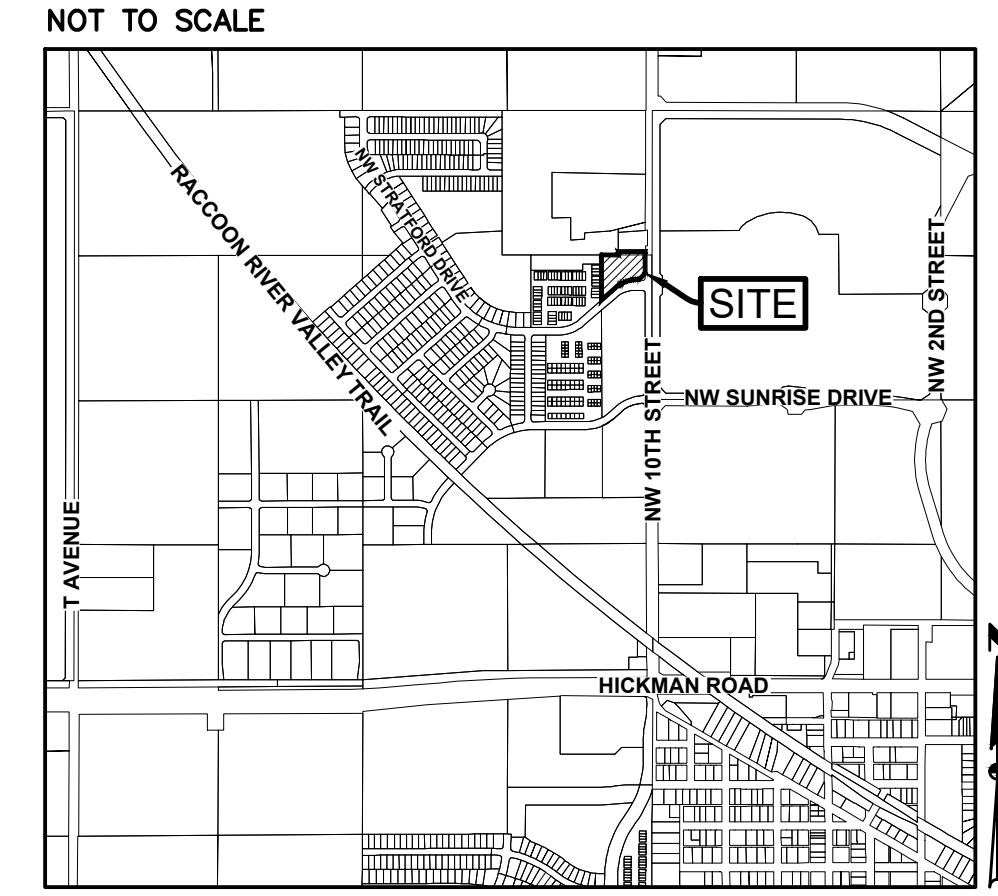 NOT TO SCALE
NW STRATFORD DRIVE
RACCOON RIVER VALLEY TRAIL
NW 2ND STREET
SITE
NW 10TH STREET
NW SUNRISE DRIVE
T AVENUE
HICKMAN ROAD